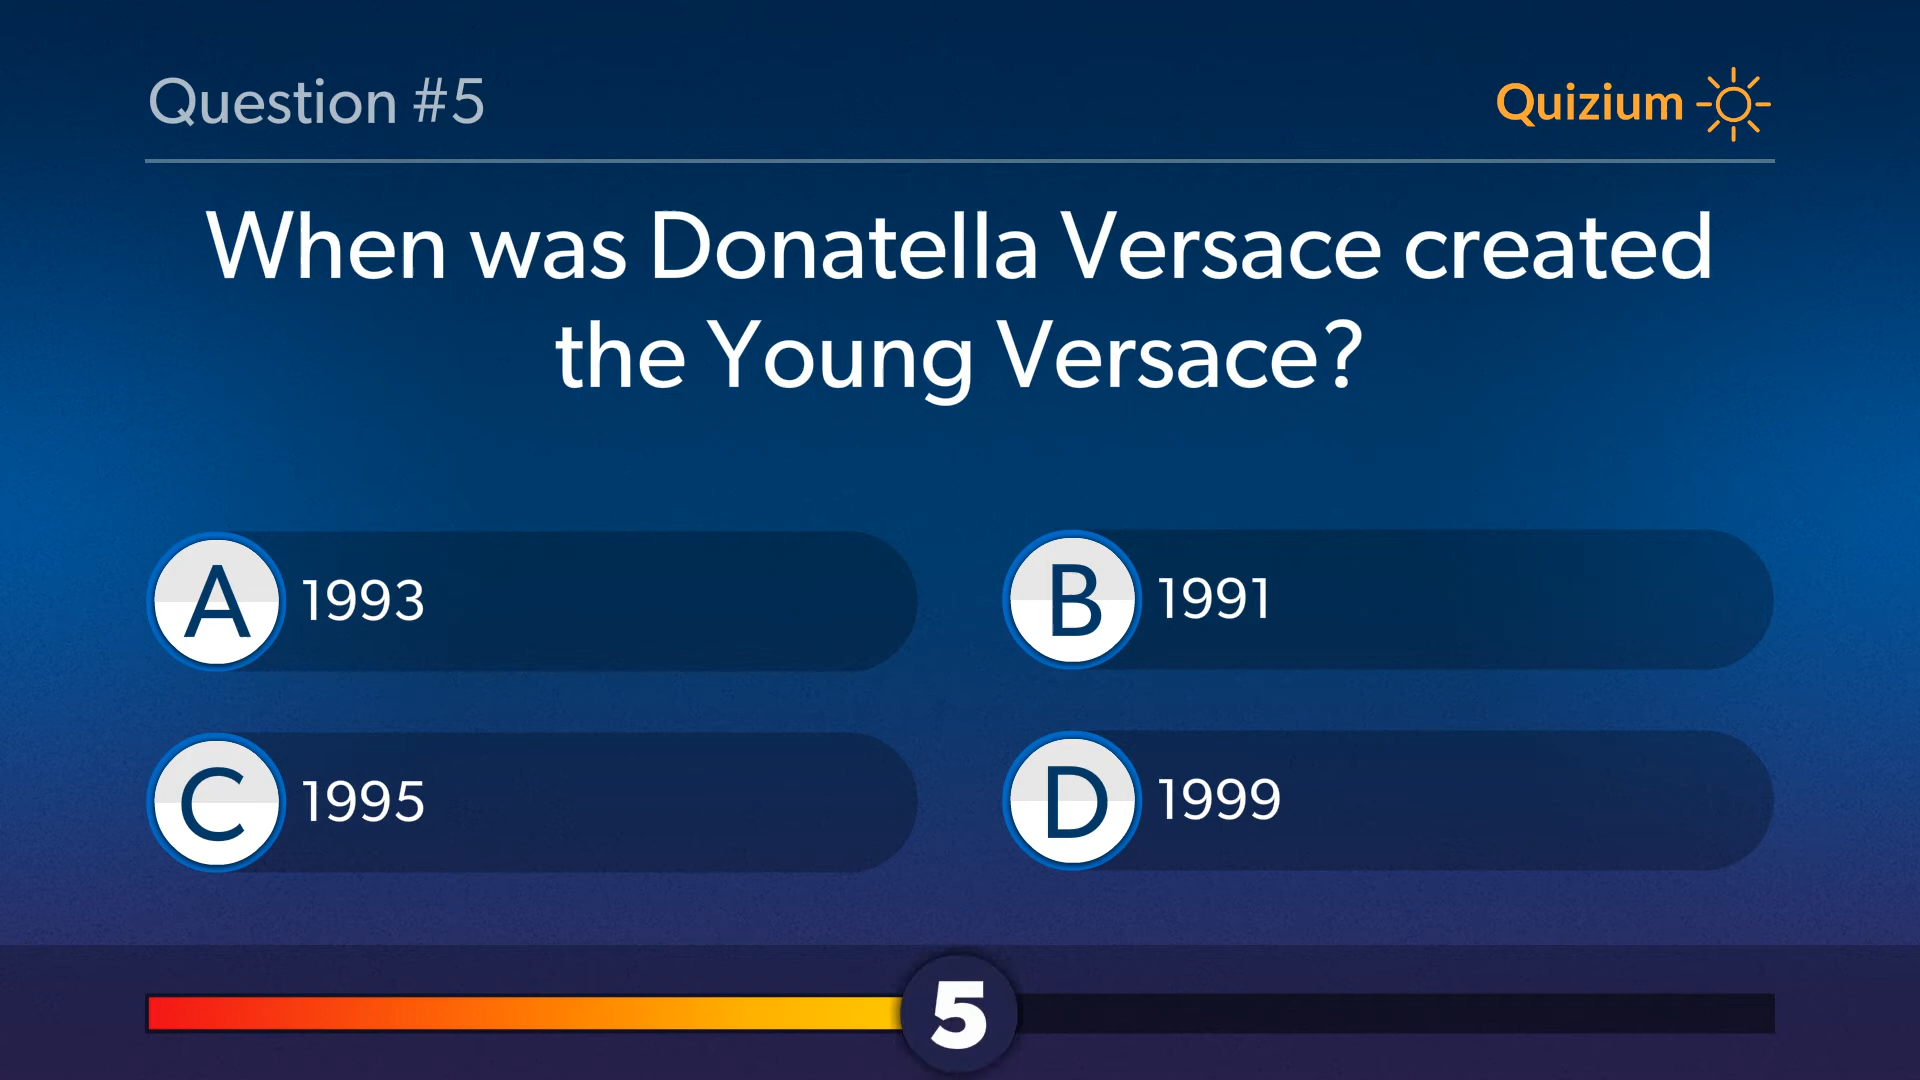 Question #5
Quizium
When was Donatella Versace created
the Young Versace?
A 1993
B 1991
C 1995
D 1999
5